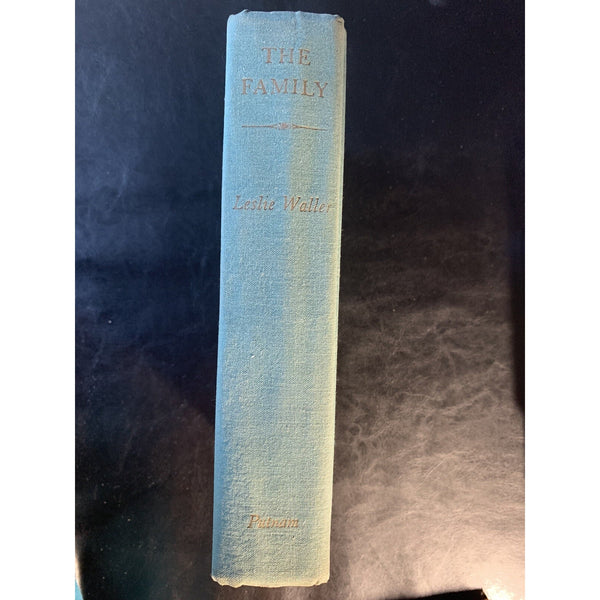 THE
FAMILY
Leslie Waller
Putnam